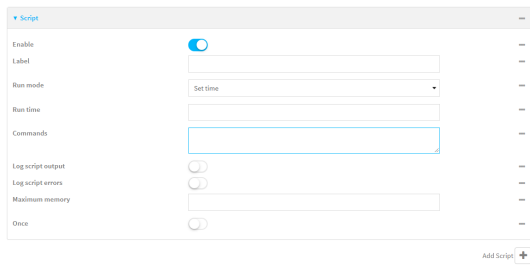 ▼ Script
Enable
Label
Run mode
Set time
Run time
Commands
Log script output
Log script errors
Maximum memory
Once
Add Script